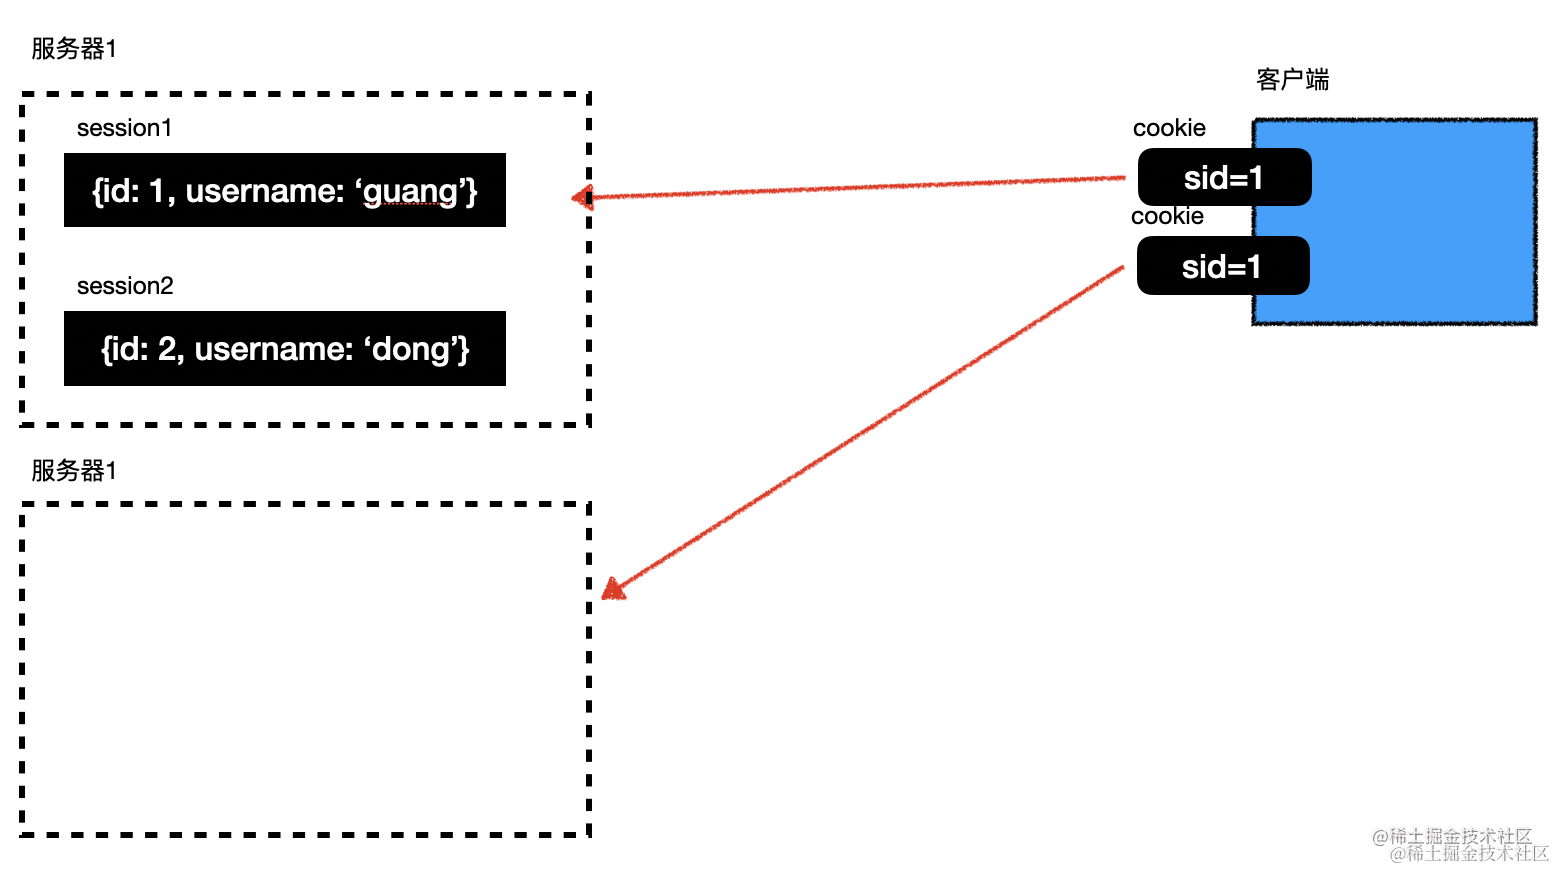 服务器1
session1
{id: 1, username: ‘guang’}
session2
{id: 2, username: ‘dong’}
服务器1
客户端
cookie
sid=1
cookie
sid=1
@稀土掘金技术社区
@稀土掘金技术社区